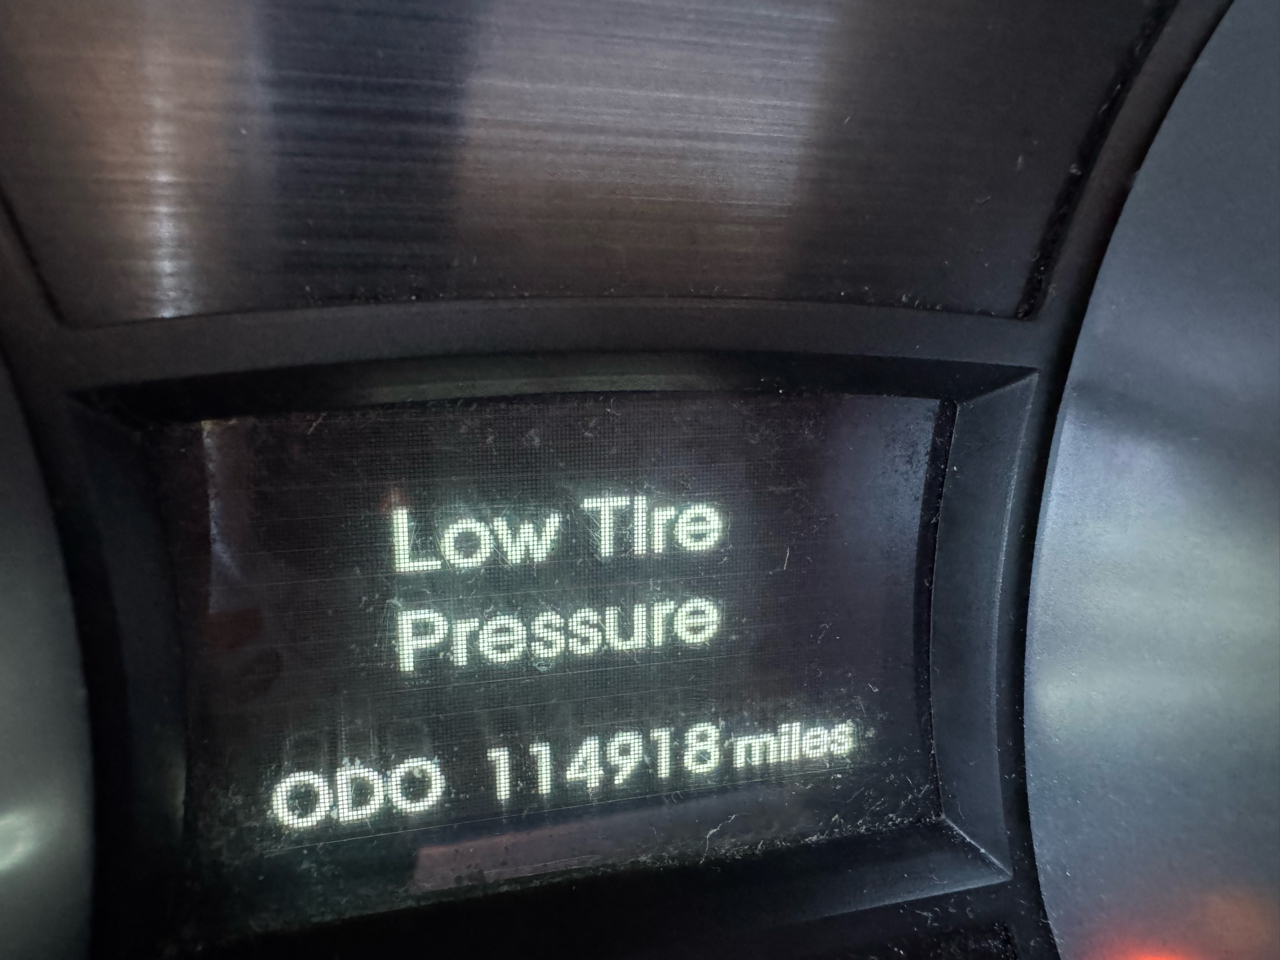 Low Tire
Pressure
ODO 114918 miles